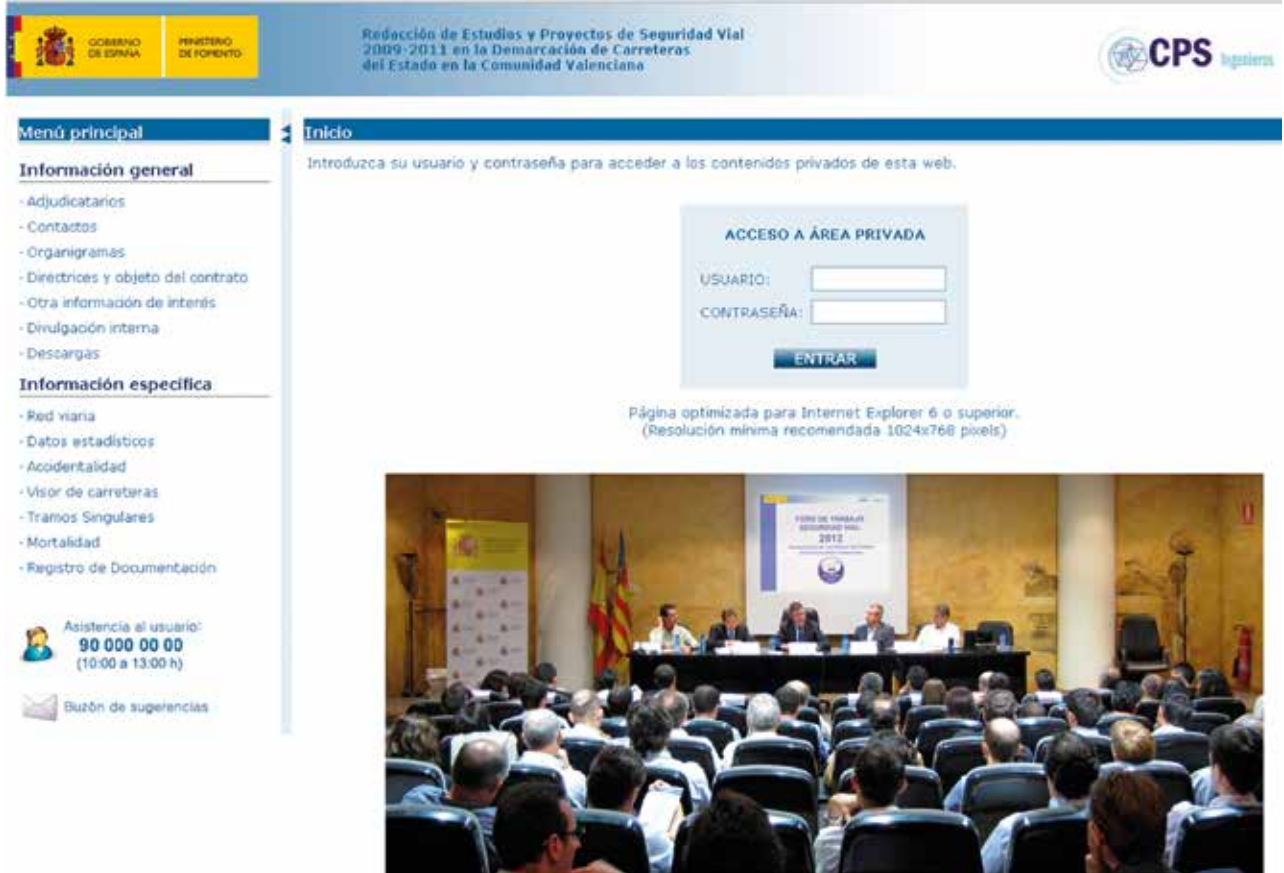 GOBIERNO
DE ESPAÑA
MINISTERIO
DE FOMENTO
Redacción de Estudios y Proyectos de Seguridad Vial
2009-2011 en la Demarcación de Carreteras
del Estado en la Comunidad Valenciana
CPS Ingenieros
Menú principal
Información general
- Adjudicatarios
- Contactos
- Organigramas
- Directrices y objeto del contrato
- Otra información de interés
- Divulgación interna
- Descargas
Información específica
- Red viaria
- Datos estadísticos
- Accidentalidad
- Visor de carreteras
- Tramos Singulares
- Mortalidad
- Registro de Documentación
Asistencia al usuario:
90 000 00 00
(10:00 a 13:00 h)
Buzón de sugerencias
Inicio
Introduzca su usuario y contraseña para acceder a los contenidos privados de esta web.
ACCESO A ÁREA PRIVADA
USUARIO:
CONTRASEÑA:
ENTRAR
Página optimizada para Internet Explorer 6 o superior.
(Resolución mínima recomendada 1024x768 pixels)
FORO DE TRABAJO
SEGURIDAD VIAL
2012